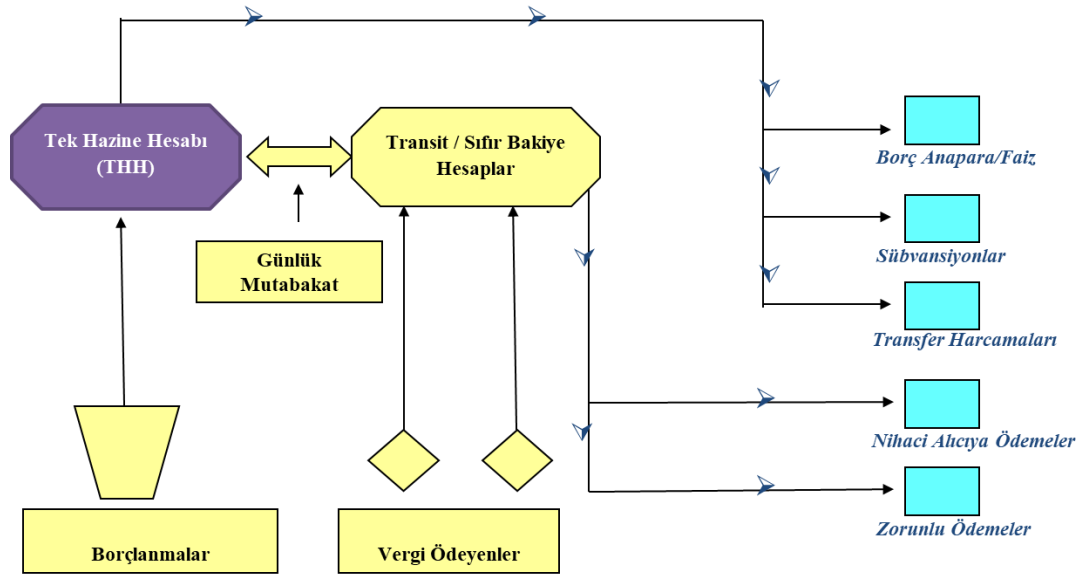 Tek Hazine Hesabı
(THH)
Transit / Sıfır Bakiye
Hesaplar
Günlük
Mutabakat
Borç Anapara/Faiz
Sübvansiyonlar
Transfer Harcamaları
Nihaci Alıcıya Ödemeler
Zorunlu Ödemeler
Borçlanmalar
Vergi Ödeyenler